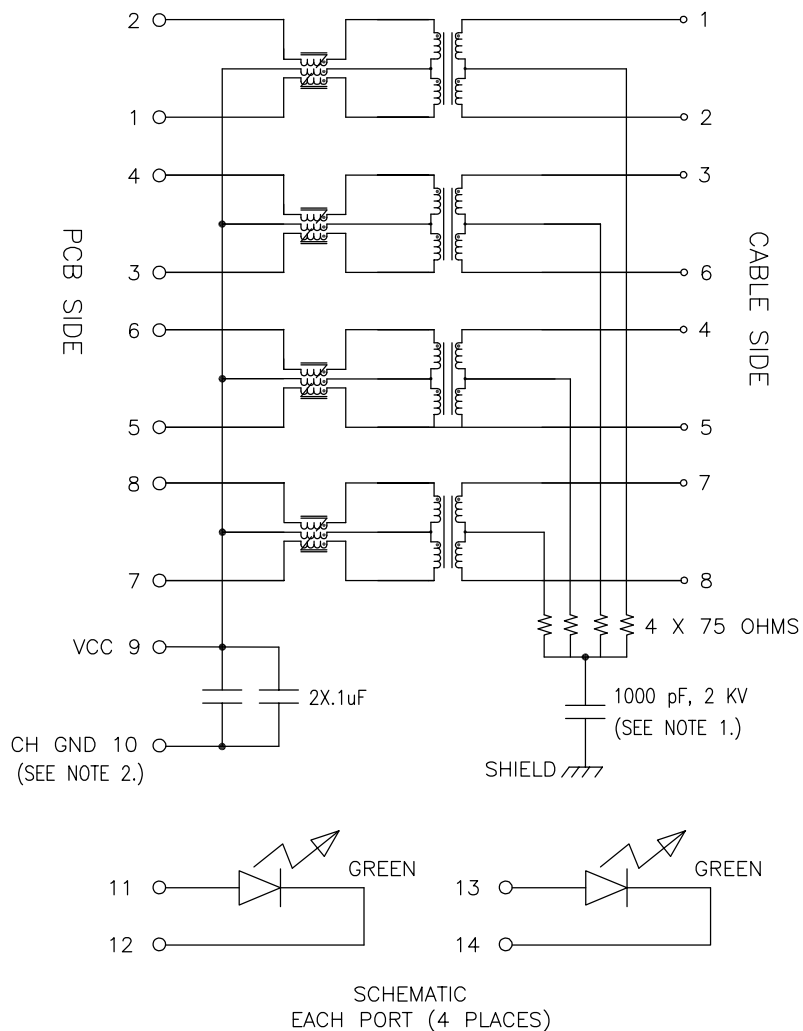 2
1
1
2
4
3
3
6
PCB SIDE
CABLE SIDE
6
4
5
5
8
7
7
8
4 X 75 OHMS
VCC 9
2X.1uF
1000 pF, 2 KV
(SEE NOTE 1.)
CH GND 10
(SEE NOTE 2.)
SHIELD
GREEN
GREEN
11
13
12
14
SCHEMATIC
EACH PORT (4 PLACES)